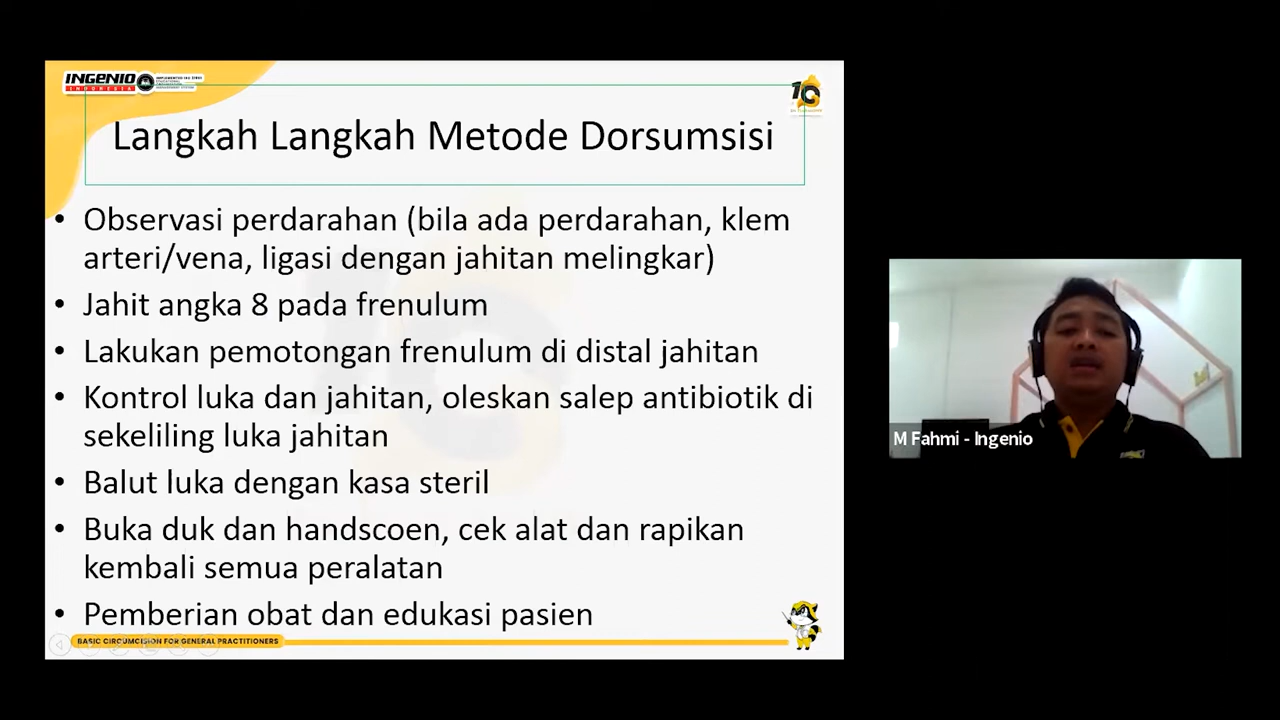 INGENIO
INDONESIA
Langkah Langkah Metode Dorsumsisi
• Observasi perdarahan (bila ada perdarahan, klem
arteri/vena, ligasi dengan jahitan melingkar)
• Jahit angka 8 pada frenulum
• Lakukan pemotongan frenulum di distal jahitan
• Kontrol luka dan jahitan, oleskan salep antibiotik di
sekeliling luka jahitan
• Balut luka dengan kasa steril
• Buka duk dan handscoen, cek alat dan rapikan
kembali semua peralatan
• Pemberian obat dan edukasi pasien
BASIC CIRCUMCISION FOR GENERAL PRACTITIONERS
M Fahmi - Ingenio